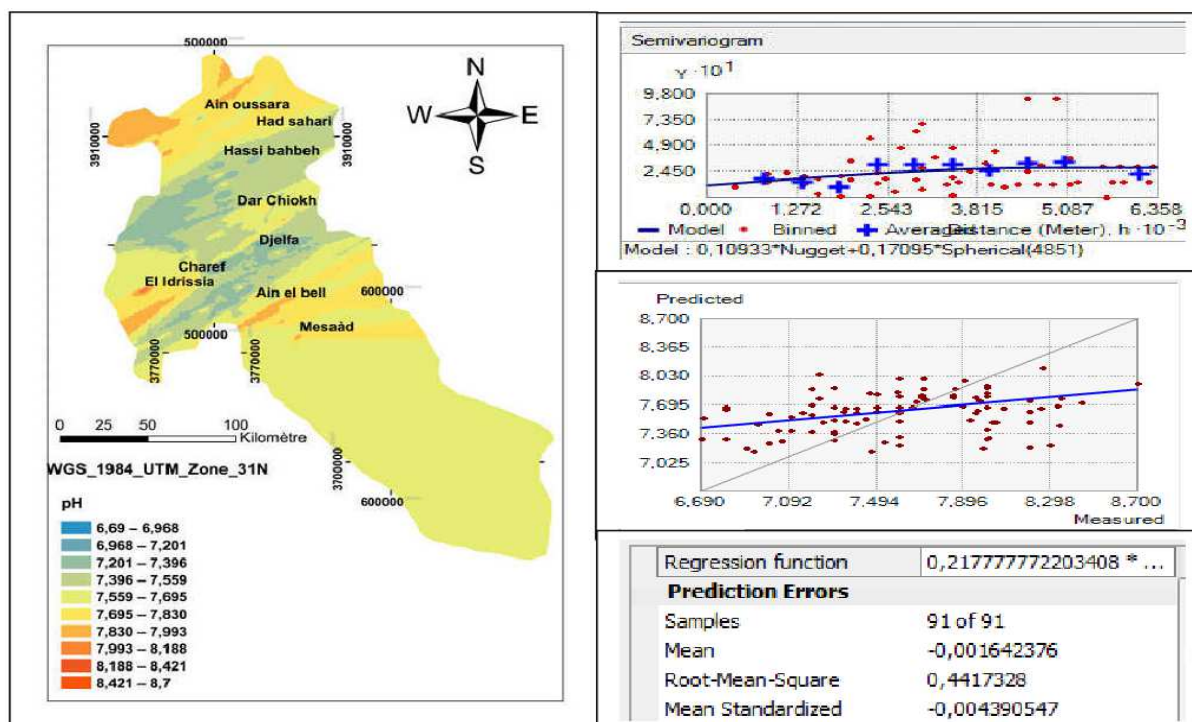 500000
N
W E
S
3910000
3910000
Ain oussara
Had sahari
Hassi bahbeh
Dar Chiokh
Djelfa
Charef
El Idrissia
Ain el bell
600000
Mesaàd
500000
3770000
3770000
0 25 50 100
Kilomètre
WGS_1984_UTM_Zone_31N
3700000
600000
pH
6,69 – 6,968
6,968 – 7,201
7,201 – 7,396
7,396 – 7,559
7,559 – 7,695
7,695 – 7,830
7,830 – 7,993
7,993 – 8,188
8,188 – 8,421
8,421 – 8,7
Semivariogram
γ ·10¹
9,800
7,350
4,900
2,450
0,000 1,272 2,543 3,815 5,087 6,358
Model Binned Averaged Distance (Meter), h ·10⁻³
Model : 0,10933*Nugget+0,17095*Spherical(4851)
Predicted
8,700
8,365
8,030
7,695
7,360
7,025
6,690 7,092 7,494 7,896 8,298 8,700
Measured
Regression function 0,217777772203408 * ...
Prediction Errors
Samples 91 of 91
Mean -0,001642376
Root-Mean-Square 0,4417328
Mean Standardized -0,004390547